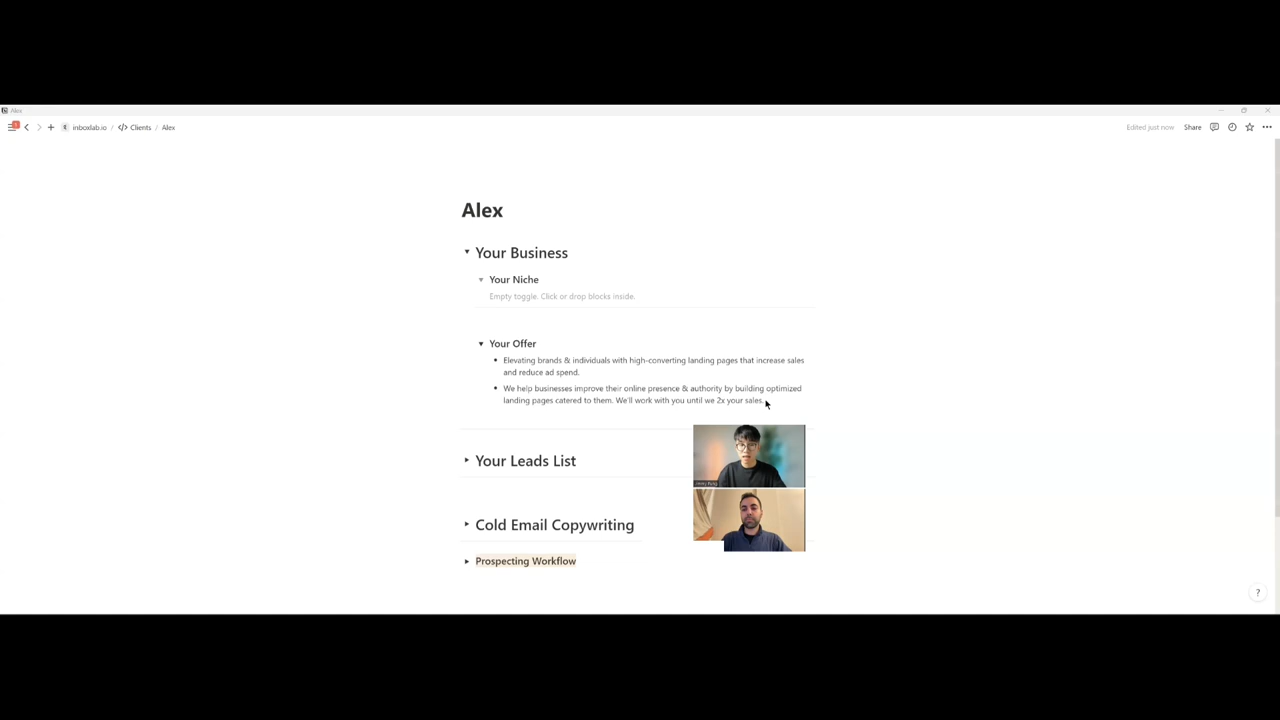 Alex
inboxlab.io / </> Clients / Alex
Edited just now Share
Alex
Your Business
Your Niche
Empty toggle. Click or drop blocks inside.
Your Offer
Elevating brands & individuals with high-converting landing pages that increase sales
and reduce ad spend.
We help businesses improve their online presence & authority by building optimized
landing pages catered to them. We'll work with you until we 2x your sales.
Your Leads List
Cold Email Copywriting
Prospecting Workflow
?